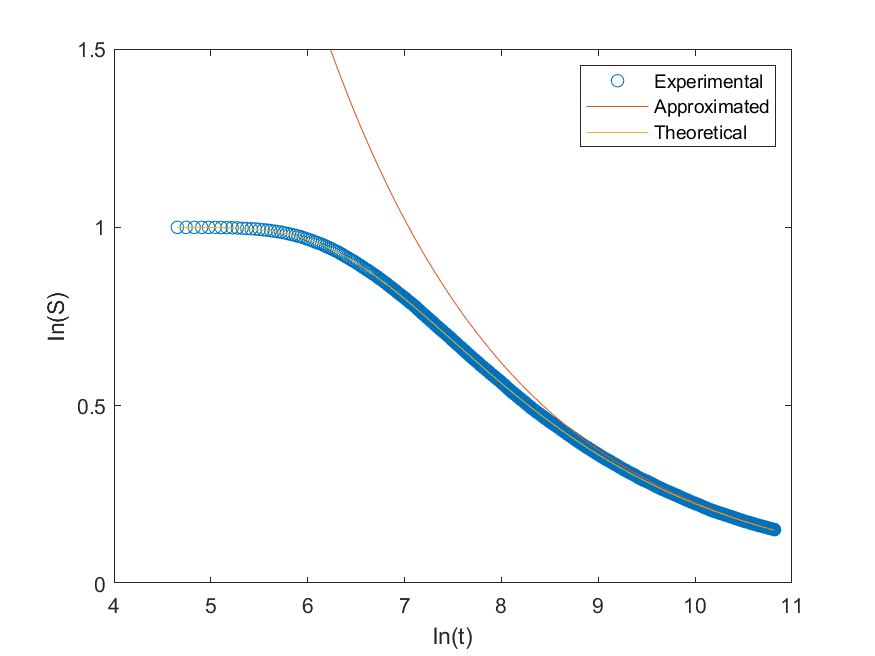 1.5
Experimental
Approximated
Theoretical
1
ln(S)
0.5
0
4 5 6 7 8 9 10 11
ln(t)